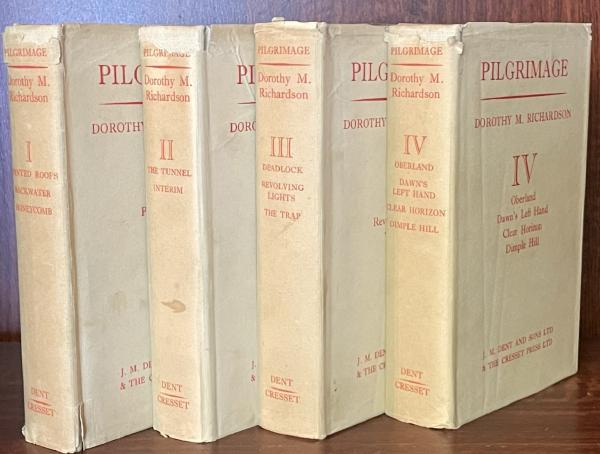 PILGRIMAGE
Dorothy M.
Richardson
I
BACKWATER
HONEYCOMB
DENT
CRESSET
DOROTHY
J. M.
& THE
PILGRIMAGE
Dorothy M.
Richardson
II
THE TUNNEL
INTERIM
DENT
CRESSET
PILGRIMAGE
Dorothy M.
Richardson
III
DEADLOCK
REVOLVING
LIGHTS
THE TRAP
DENT
CRESSET
J. M.
& THE
PILGRIMAGE
Dorothy M.
Richardson
IV
OBERLAND
DAWN'S
LEFT HAND
CLEAR HORIZON
DIMPLE HILL
DENT
CRESSET
PILGRIMAGE
DOROTHY M. RICHARDSON
IV
Oberland
Dawn's Left Hand
Clear Horizon
Dimple Hill
J. M. DENT AND SONS LTD
& THE CRESSET PRESS LTD